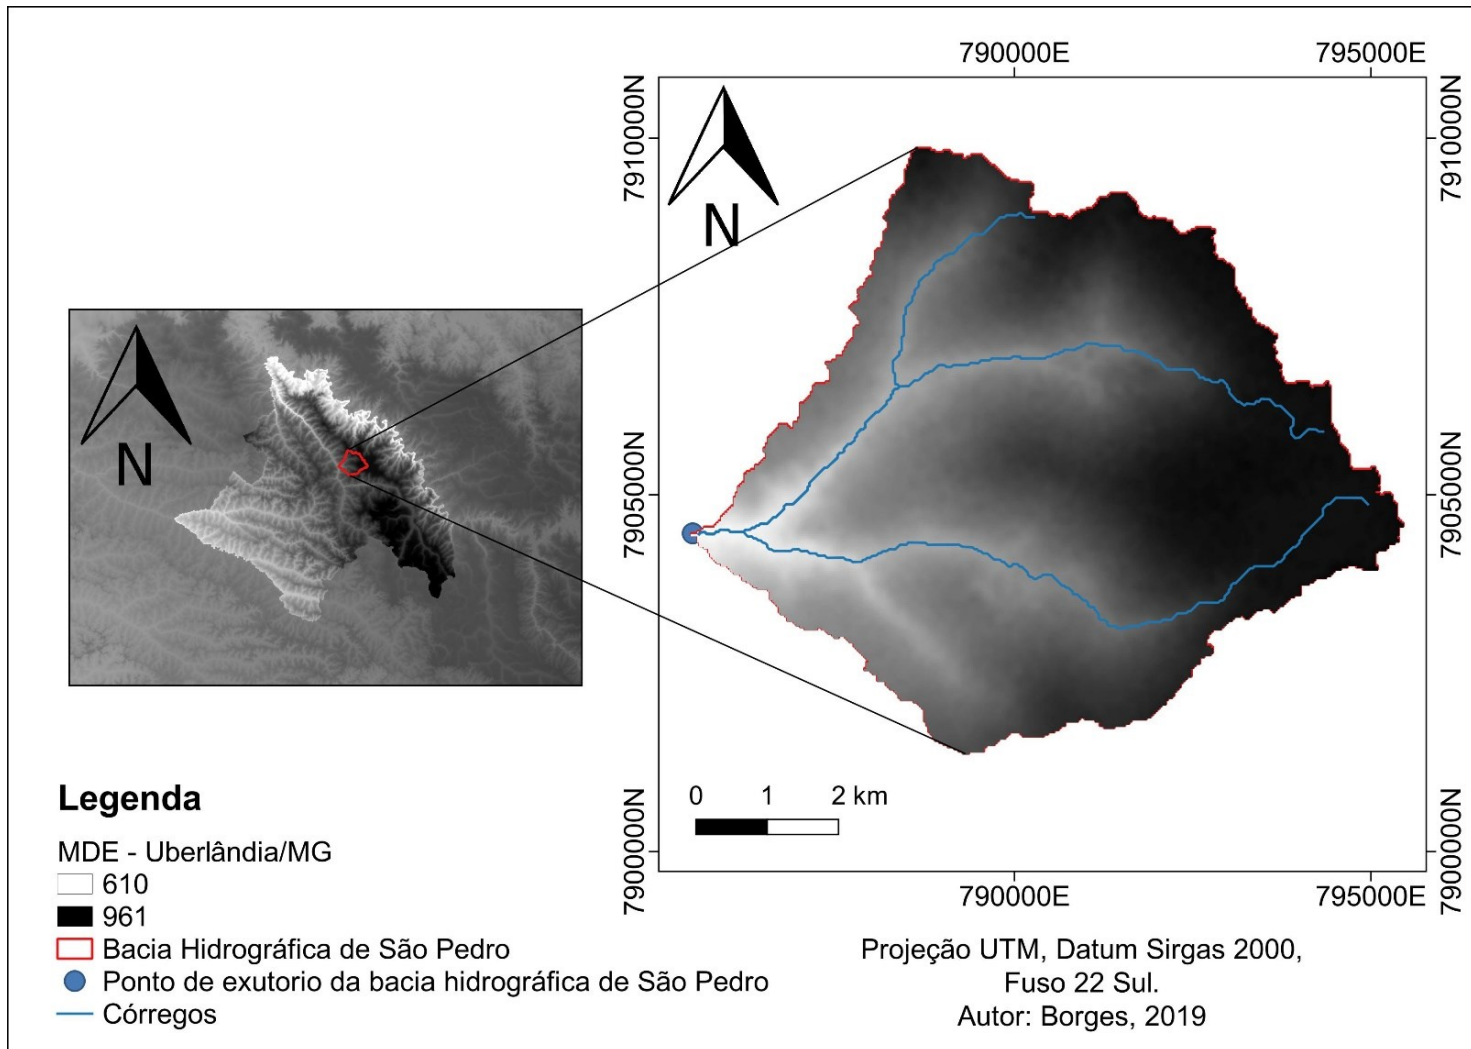 790000E
795000E
7910000N
7910000N
N
N
7905000N
7905000N
0 1 2 km
7900000N
7900000N
790000E
795000E
Legenda
MDE - Uberlândia/MG
610
961
Bacia Hidrográfica de São Pedro
Ponto de exutorio da bacia hidrográfica de São Pedro
Córregos
Projeção UTM, Datum Sirgas 2000,
Fuso 22 Sul.
Autor: Borges, 2019